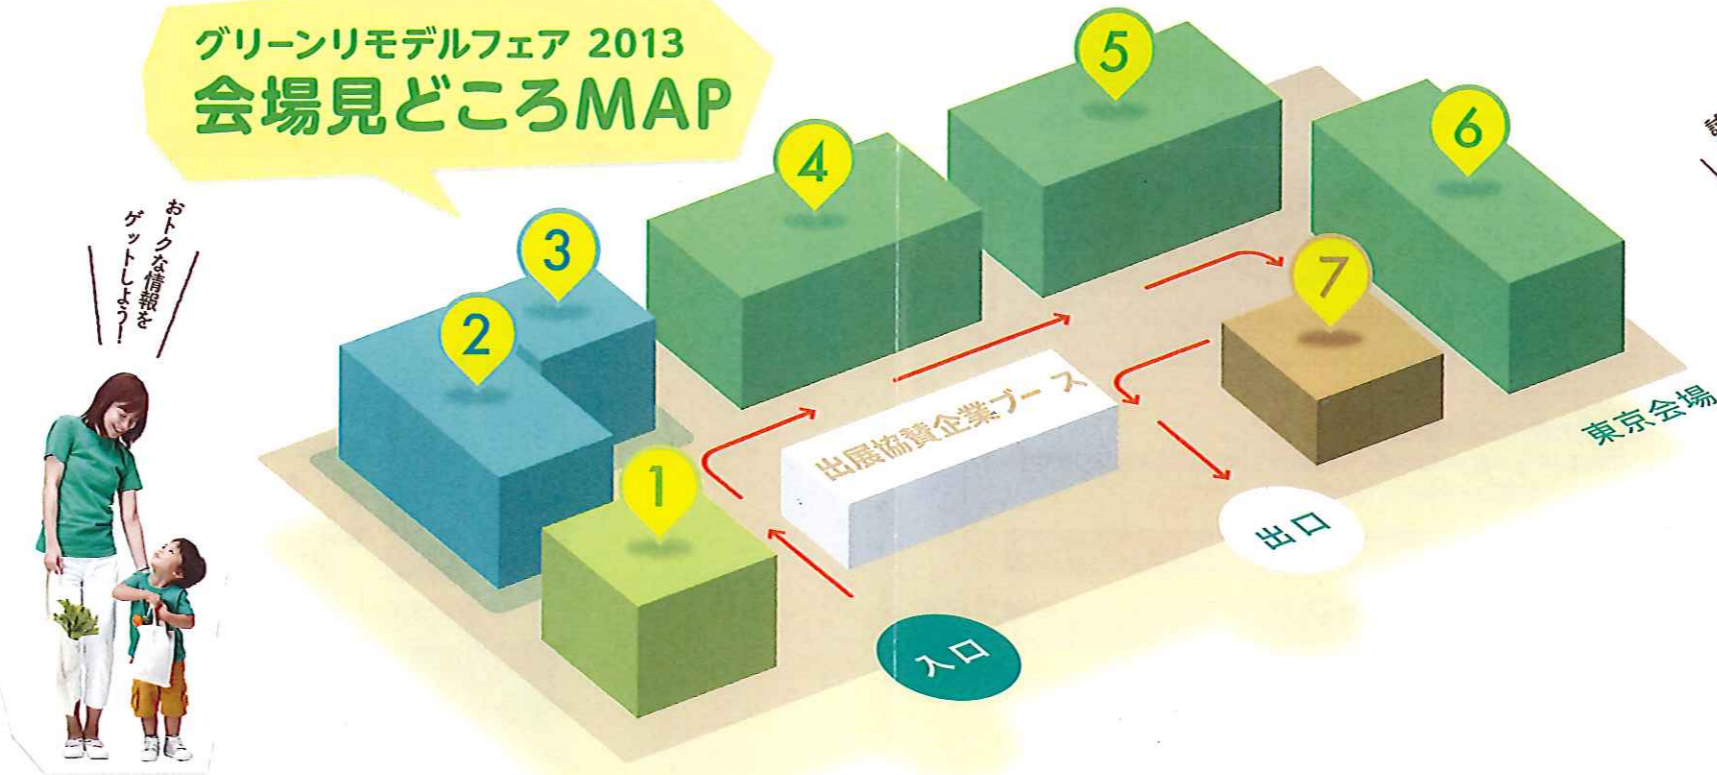 グリーンリモデルフェア 2013
会場見どころMAP
おトクな情報を
ゲットしよう!
1
2
3
4
5
6
7
出展協賛企業ブース
入口
出口
東京会場